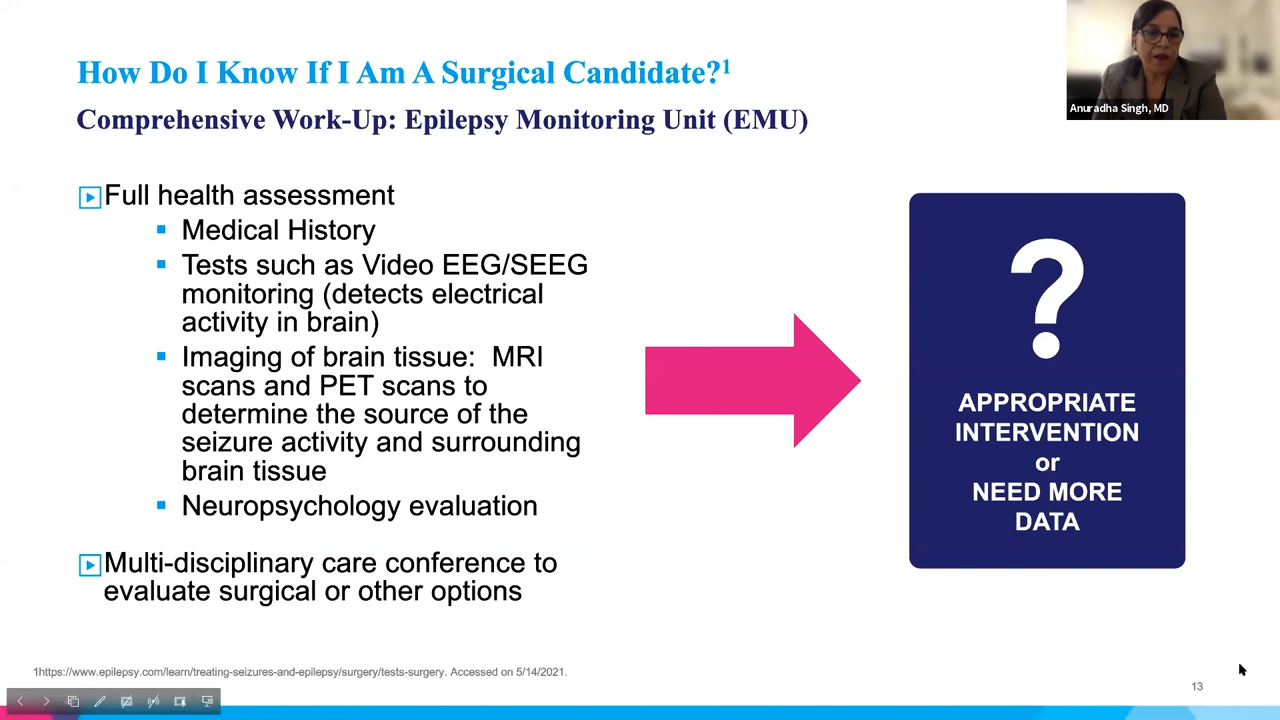 How Do I Know If I Am A Surgical Candidate?¹
Comprehensive Work-Up: Epilepsy Monitoring Unit (EMU)
Anuradha Singh, MD
Full health assessment
Medical History
Tests such as Video EEG/SEEG
monitoring (detects electrical
activity in brain)
Imaging of brain tissue:  MRI
scans and PET scans to
determine the source of the
seizure activity and surrounding
brain tissue
Neuropsychology evaluation
Multi-disciplinary care conference to
evaluate surgical or other options
?
APPROPRIATE
INTERVENTION
or
NEED MORE
DATA
1https://www.epilepsy.com/learn/treating-seizures-and-epilepsy/surgery/tests-surgery. Accessed on 5/14/2021.
13